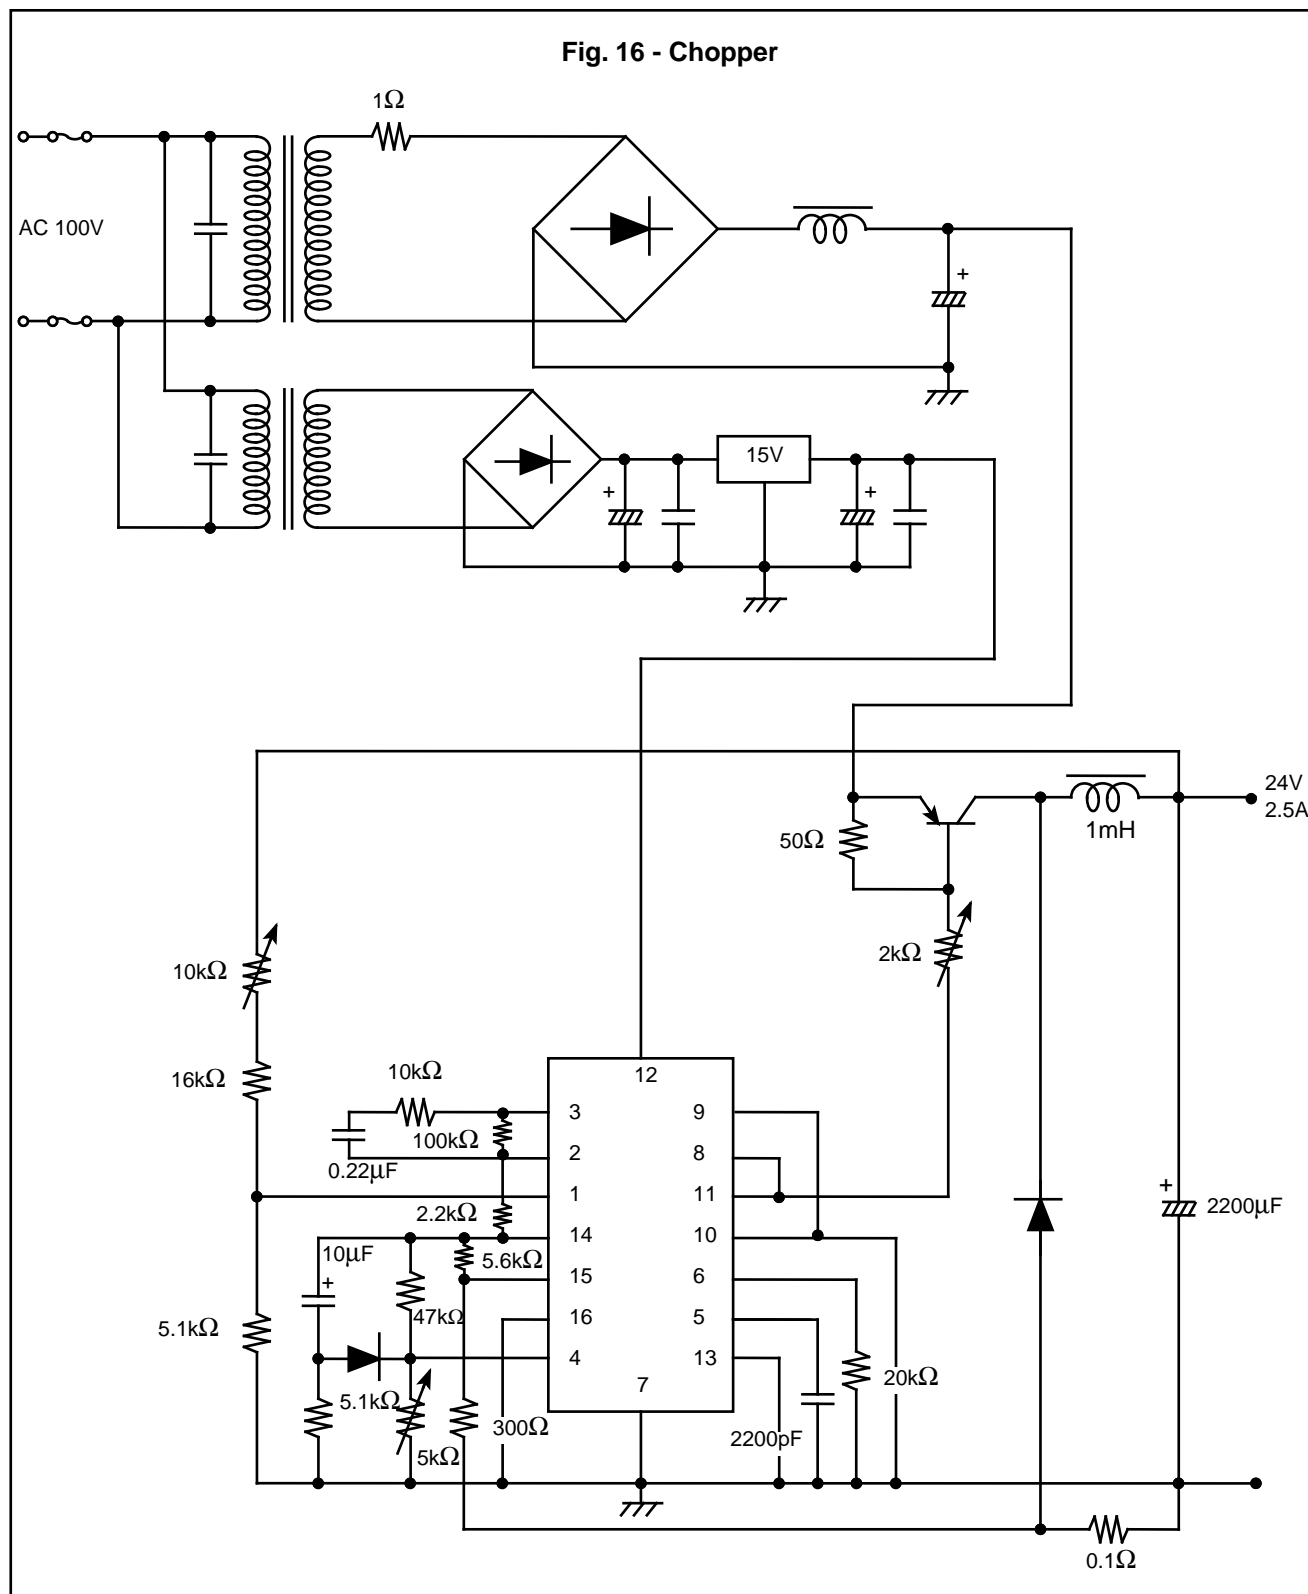 Fig. 16 - Chopper
1Ω
AC 100V
+
15V
+
+
24V
2.5A
1mH
50Ω
2kΩ
10kΩ
16kΩ
10kΩ
12
3
9
100kΩ
2
8
0.22µF
1
11
2.2kΩ
14
10
10µF
5.6kΩ
+
15
6
47kΩ
16
5
5.1kΩ
4
13
+
2200µF
7
20kΩ
5.1kΩ
300Ω
2200pF
5kΩ
0.1Ω